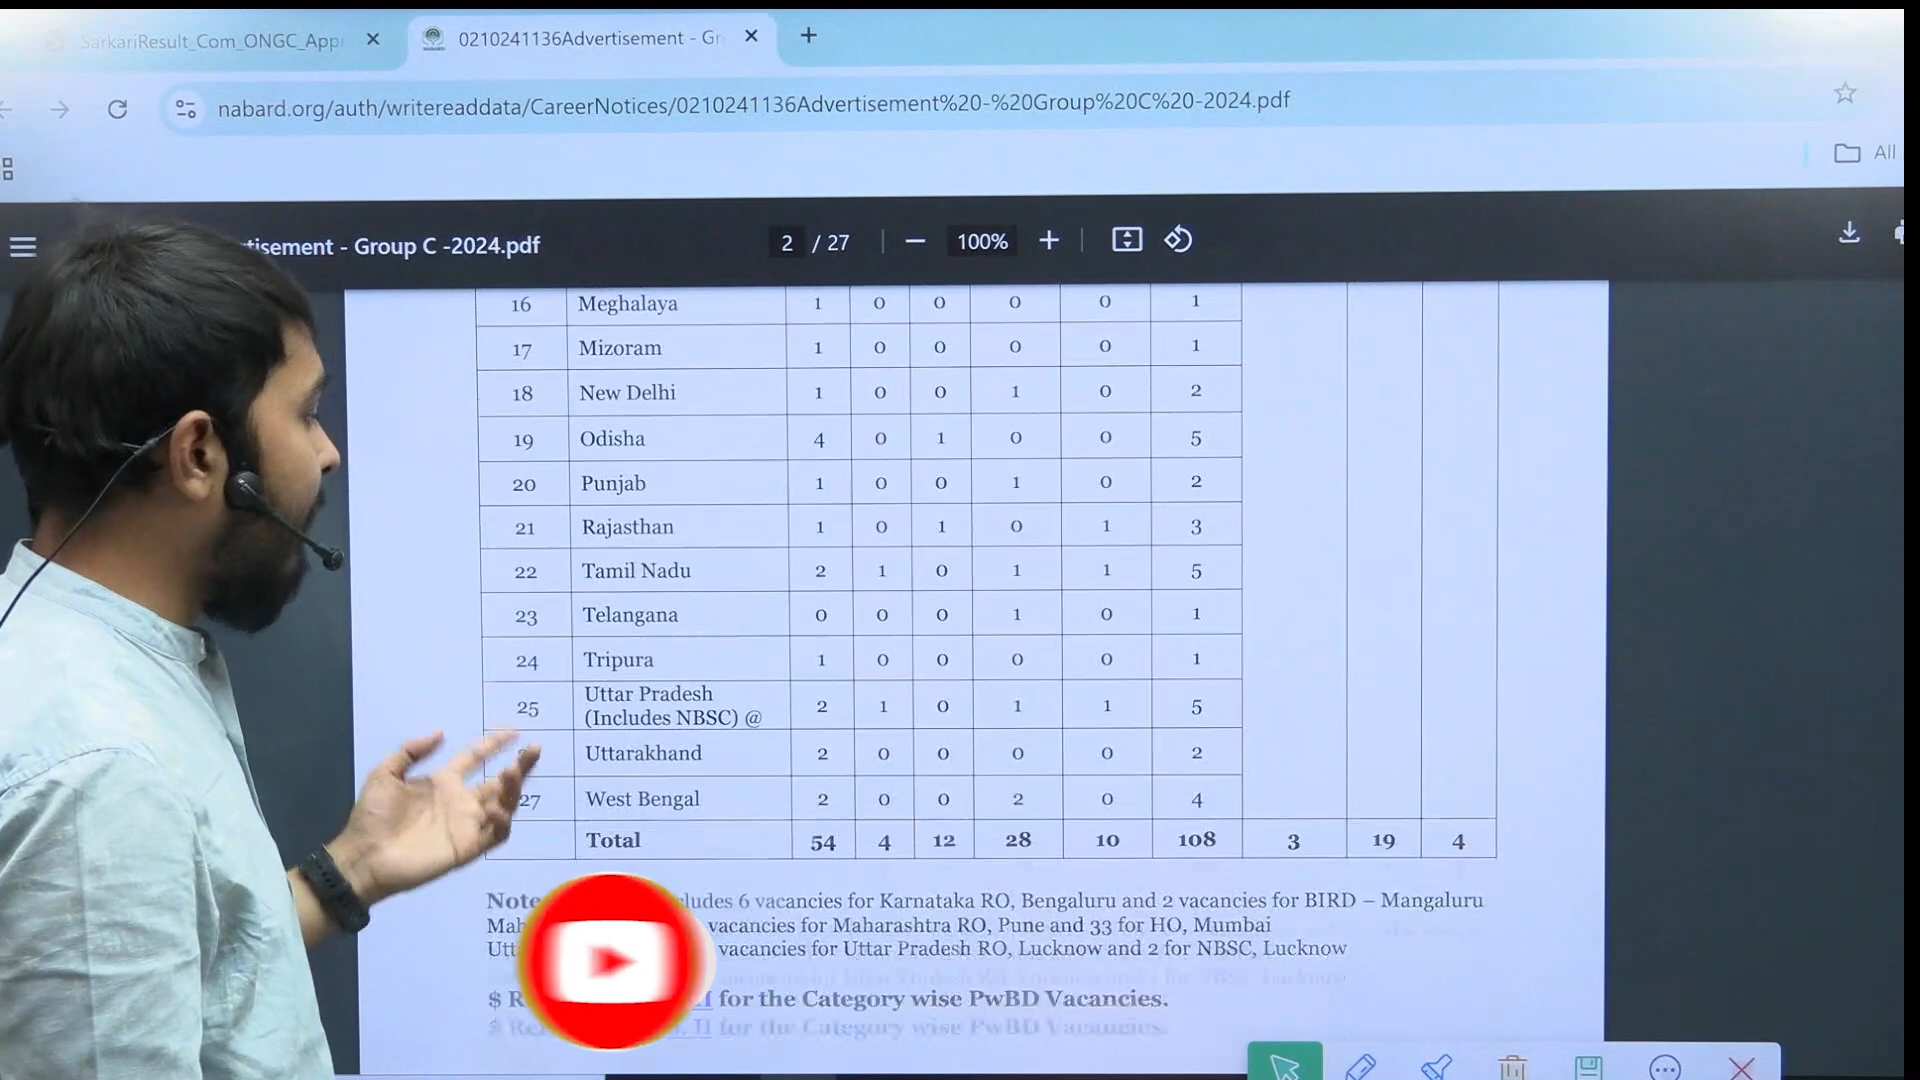 SarkariResult_Com_ONGC_Appr
0210241136Advertisement - Gr
nabard.org/auth/writereaddata/CareerNotices/0210241136Advertisement%20-%20Group%20C%20-2024.pdf
All
tisement - Group C -2024.pdf
2 / 27
100%
16 Meghalaya 1 0 0 0 0 1
17 Mizoram 1 0 0 0 0 1
18 New Delhi 1 0 0 1 0 2
19 Odisha 4 0 1 0 0 5
20 Punjab 1 0 0 1 0 2
21 Rajasthan 1 0 1 0 1 3
22 Tamil Nadu 2 1 0 1 1 5
23 Telangana 0 0 0 1 0 1
24 Tripura 1 0 0 0 0 1
25 Uttar Pradesh (Includes NBSC) @ 2 1 0 1 1 5
Uttarakhand 2 0 0 0 0 2
27 West Bengal 2 0 0 2 0 4
Total 54 4 12 28 10 108 3 19 4
Note ludes 6 vacancies for Karnataka RO, Bengaluru and 2 vacancies for BIRD – Mangaluru
Mah vacancies for Maharashtra RO, Pune and 33 for HO, Mumbai
Utt vacancies for Uttar Pradesh RO, Lucknow and 2 for NBSC, Lucknow
$ R I for the Category wise PwBD Vacancies.